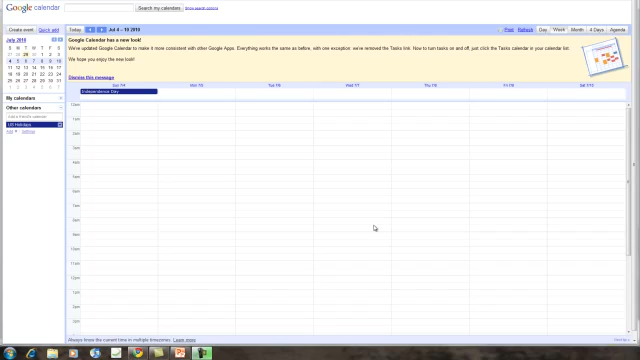 Google calendar
Search my calendars
Show search options
Create event
Quick add
Today
Jul 4 – 10 2010
Print
Refresh
Day
Week
Month
4 Days
Agenda
Google Calendar has a new look!
We've updated Google Calendar to make it more consistent with other Google Apps. Everything works the same as before, with one exception: we've removed the Tasks link. Now to turn tasks on and off, just click the Tasks calendar in your calendar list.
We hope you enjoy the new look!
Dismiss this message
July 2010
S M T W T F S
27 28 29 30 1 2 3
4 5 6 7 8 9 10
11 12 13 14 15 16 17
18 19 20 21 22 23 24
25 26 27 28 29 30 31
1 2 3 4 5 6 7
My calendars
Other calendars
Add a friend's calendar
US Holidays
Add
Settings
Sun 7/4
Mon 7/5
Tue 7/6
Wed 7/7
Thu 7/8
Fri 7/9
Sat 7/10
Independence Day
12am
1am
2am
3am
4am
5am
6am
7am
8am
9am
10am
11am
12pm
1pm
2pm
3pm
Always know the current time in multiple timezones.
Learn more